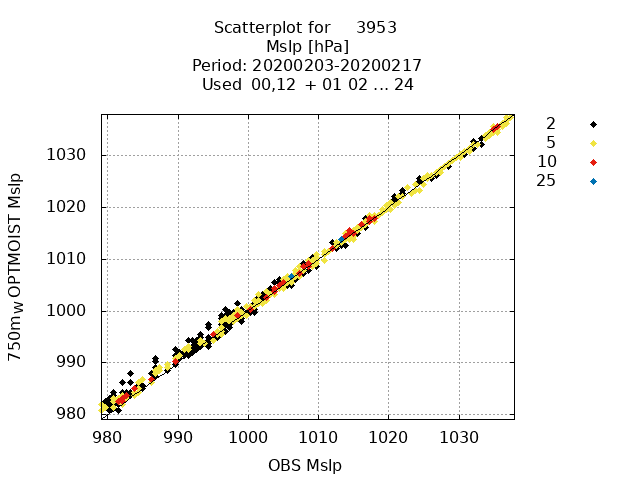 Scatterplot for 3953
Mslp [hPa]
Period: 20200203-20200217
Used 00,12 + 01 02 ... 24
2
5
10
25
750mw OPTMOIST Mslp
1030
1020
1010
1000
990
980
980 990 1000 1010 1020 1030
OBS Mslp